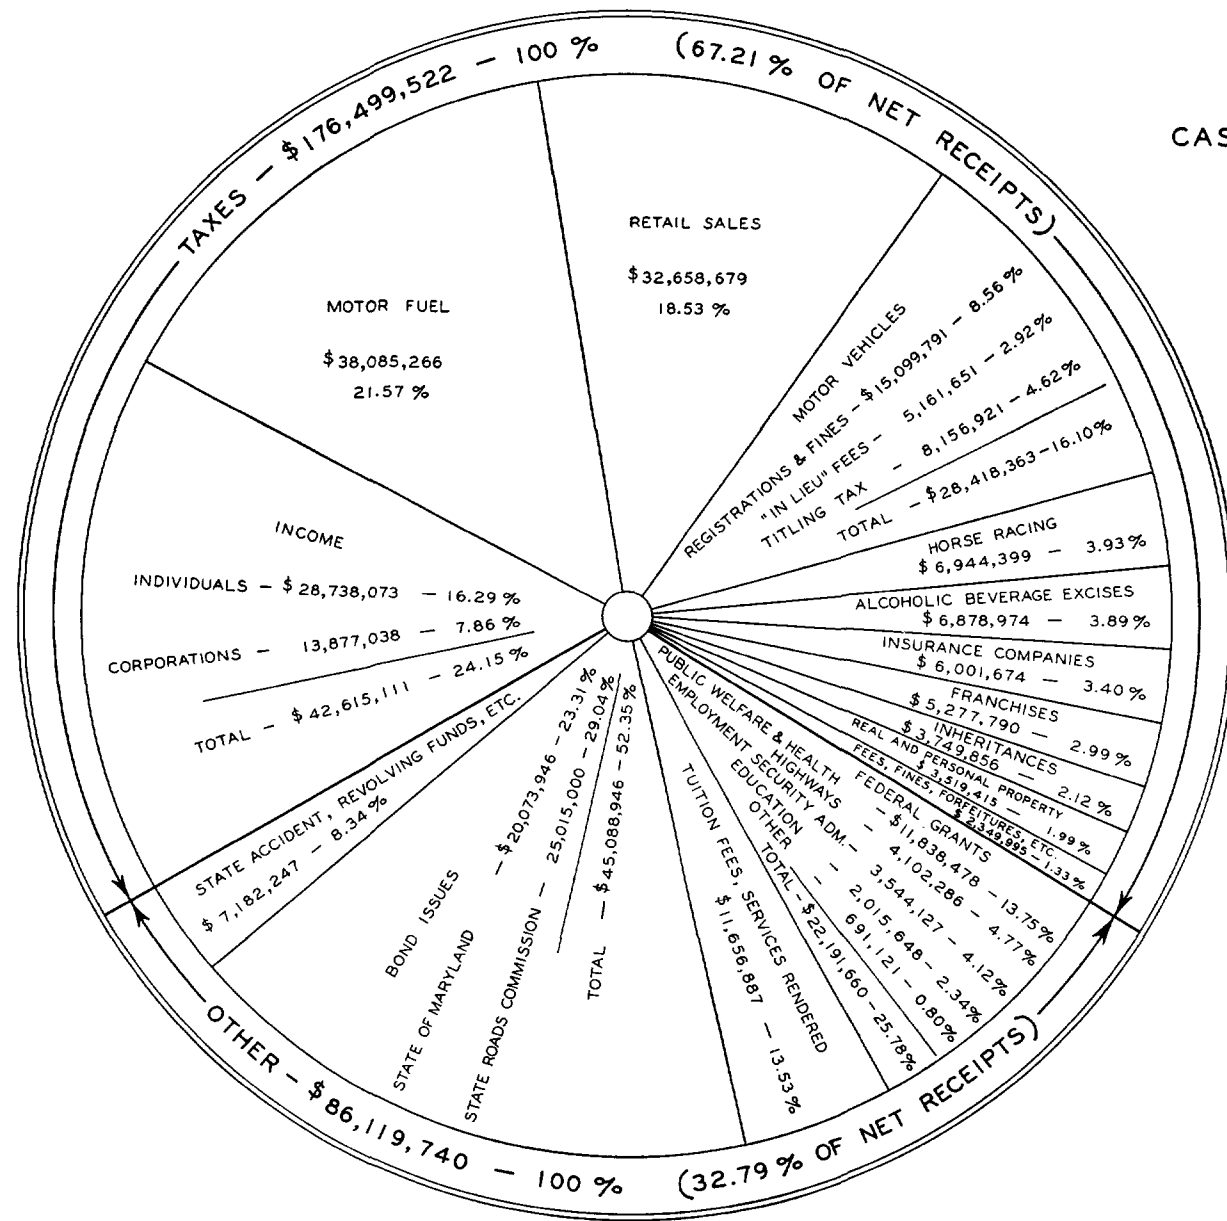 TAXES — $176,499,522 — 100 % (67.21 % OF NET RECEIPTS)
CAS
RETAIL SALES
$32,658,679
18.53 %
MOTOR FUEL
$38,085,266
21.57 %
MOTOR VEHICLES
REGISTRATIONS & FINES — $15,099,791 — 8.56 %
"IN LIEU" FEES — 5,161,651 — 2.92 %
TITLING TAX — 8,156,921 — 4.62 %
TOTAL — $28,418,363 — 16.10 %
HORSE RACING
$6,944,399 — 3.93 %
ALCOHOLIC BEVERAGE EXCISES
$6,878,974 — 3.89 %
INSURANCE COMPANIES
$6,001,674 — 3.40 %
FRANCHISES
$5,277,790 — 2.99 %
INHERITANCES
$3,749,856 — 2.12 %
REAL AND PERSONAL PROPERTY
$3,519,415 — 1.99 %
FEES, FINES, FORFEITURES, ETC.
$2,349,995 — 1.33 %
INCOME
INDIVIDUALS — $28,738,073 — 16.29 %
CORPORATIONS — 13,877,038 — 7.86 %
TOTAL — $42,615,111 — 24.15 %
STATE ACCIDENT, REVOLVING FUNDS, ETC.
$7,182,247 — 8.34 %
BOND ISSUES
STATE OF MARYLAND — $20,073,946 — 23.31 %
STATE ROADS COMMISSION — 25,015,000 — 29.04 %
TOTAL — $45,088,946 — 52.35 %
TUITION FEES, SERVICES RENDERED
$11,656,887 — 13.53 %
FEDERAL GRANTS
PUBLIC WELFARE & HEALTH — $11,838,478 — 13.75 %
HIGHWAYS — 4,102,286 — 4.77 %
EMPLOYMENT SECURITY ADM. — 3,544,127 — 4.12 %
EDUCATION — 2,015,648 — 2.34 %
OTHER — 691,121 — 0.80 %
TOTAL — $22,191,660 — 25.78 %
OTHER — $86,119,740 — 100 % (32.79 % OF NET RECEIPTS)